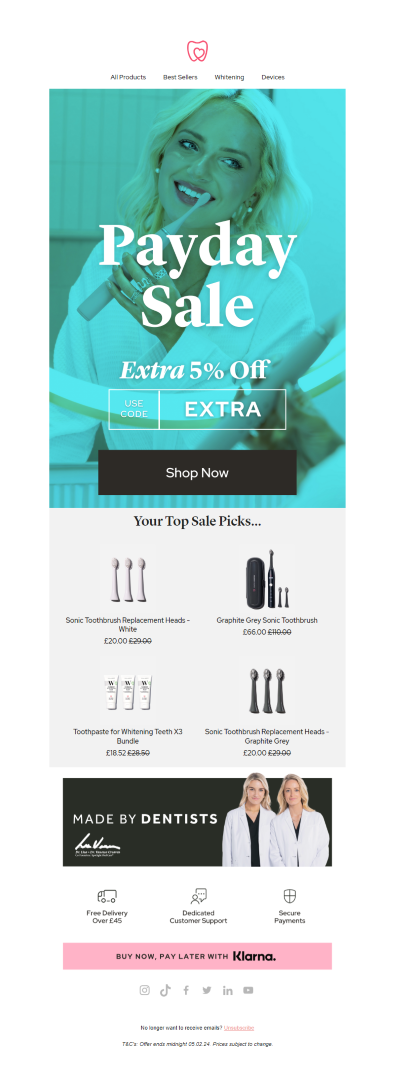 All Products Best Sellers Whitening Devices
Payday
Sale
Extra 5% Off
USE
CODE
EXTRA
Shop Now
Your Top Sale Picks...
Sonic Toothbrush Replacement Heads -
White
£20.00 £29.00
Graphite Grey Sonic Toothbrush
£66.00 £110.00
Toothpaste for Whitening Teeth X3
Bundle
£18.52 £28.50
Sonic Toothbrush Replacement Heads -
Graphite Grey
£20.00 £29.00
MADE BY DENTISTS
Free Delivery
Over £45
Dedicated
Customer Support
Secure
Payments
BUY NOW, PAY LATER WITH Klarna.
No longer want to receive emails? Unsubscribe
T&C's: Offer ends midnight 05.02.24. Prices subject to change.